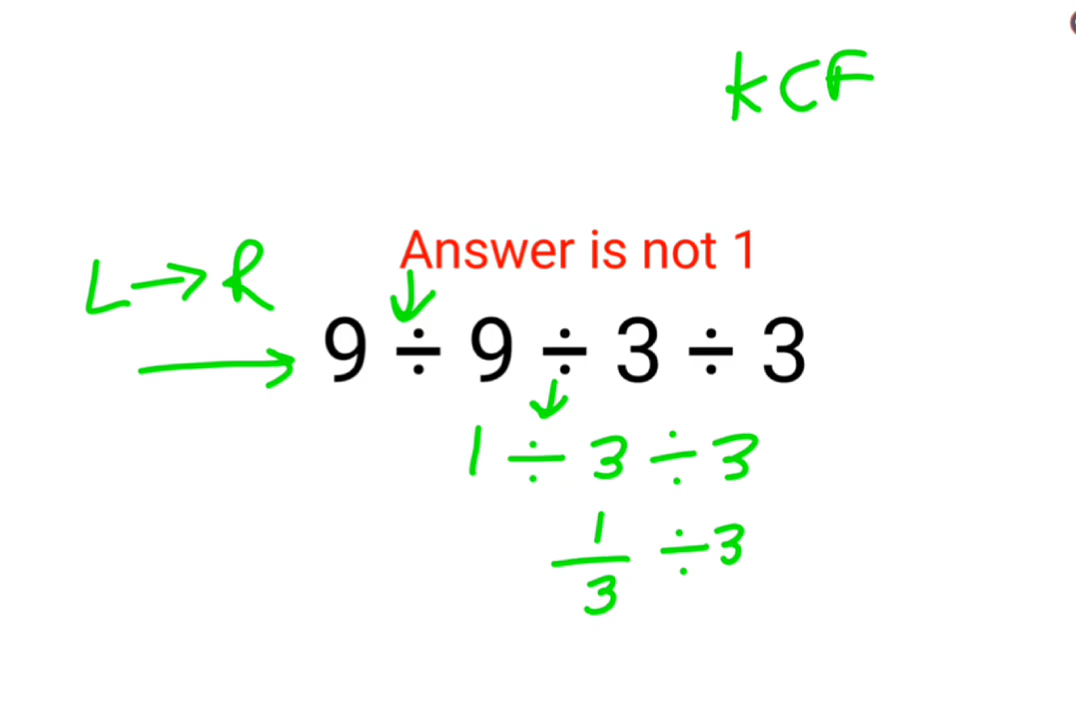 KCF
Answer is not 1
L → R
9 ÷ 9 ÷ 3 ÷ 3
1 ÷ 3 ÷ 3
1/3 ÷ 3